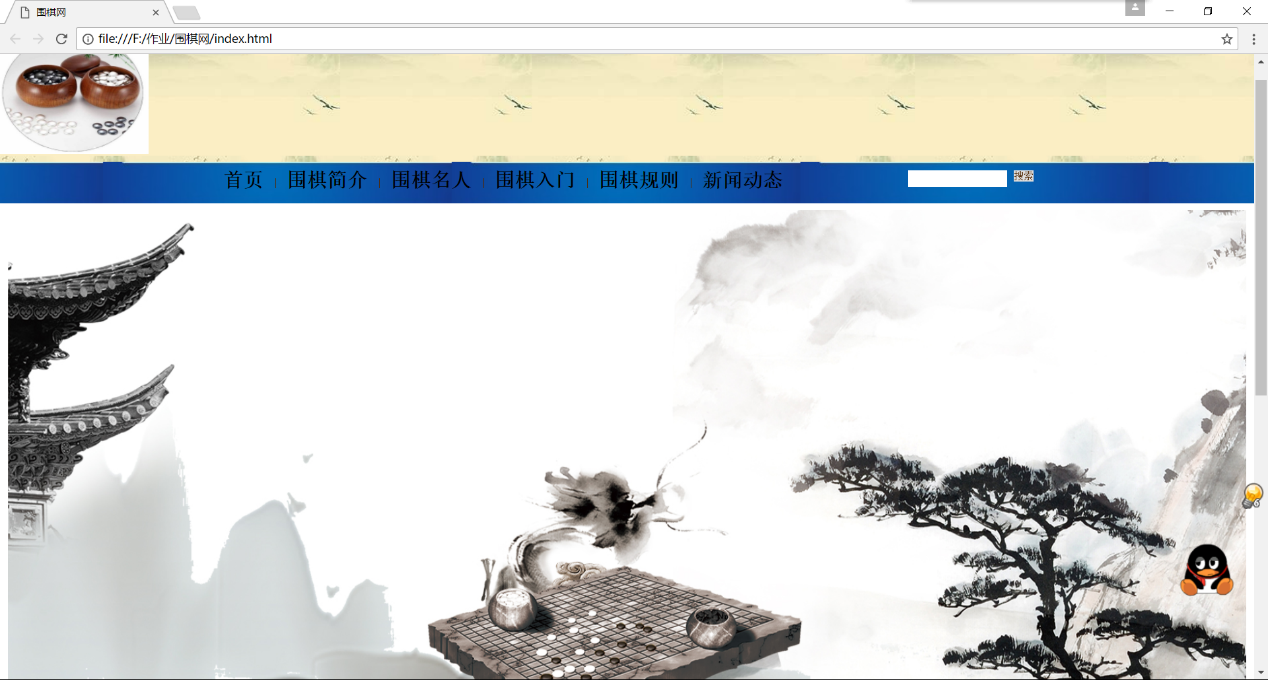 围棋网
file:///F:/作业/围棋网/index.html
首页 围棋简介 围棋名人 围棋入门 围棋规则 新闻动态 搜索